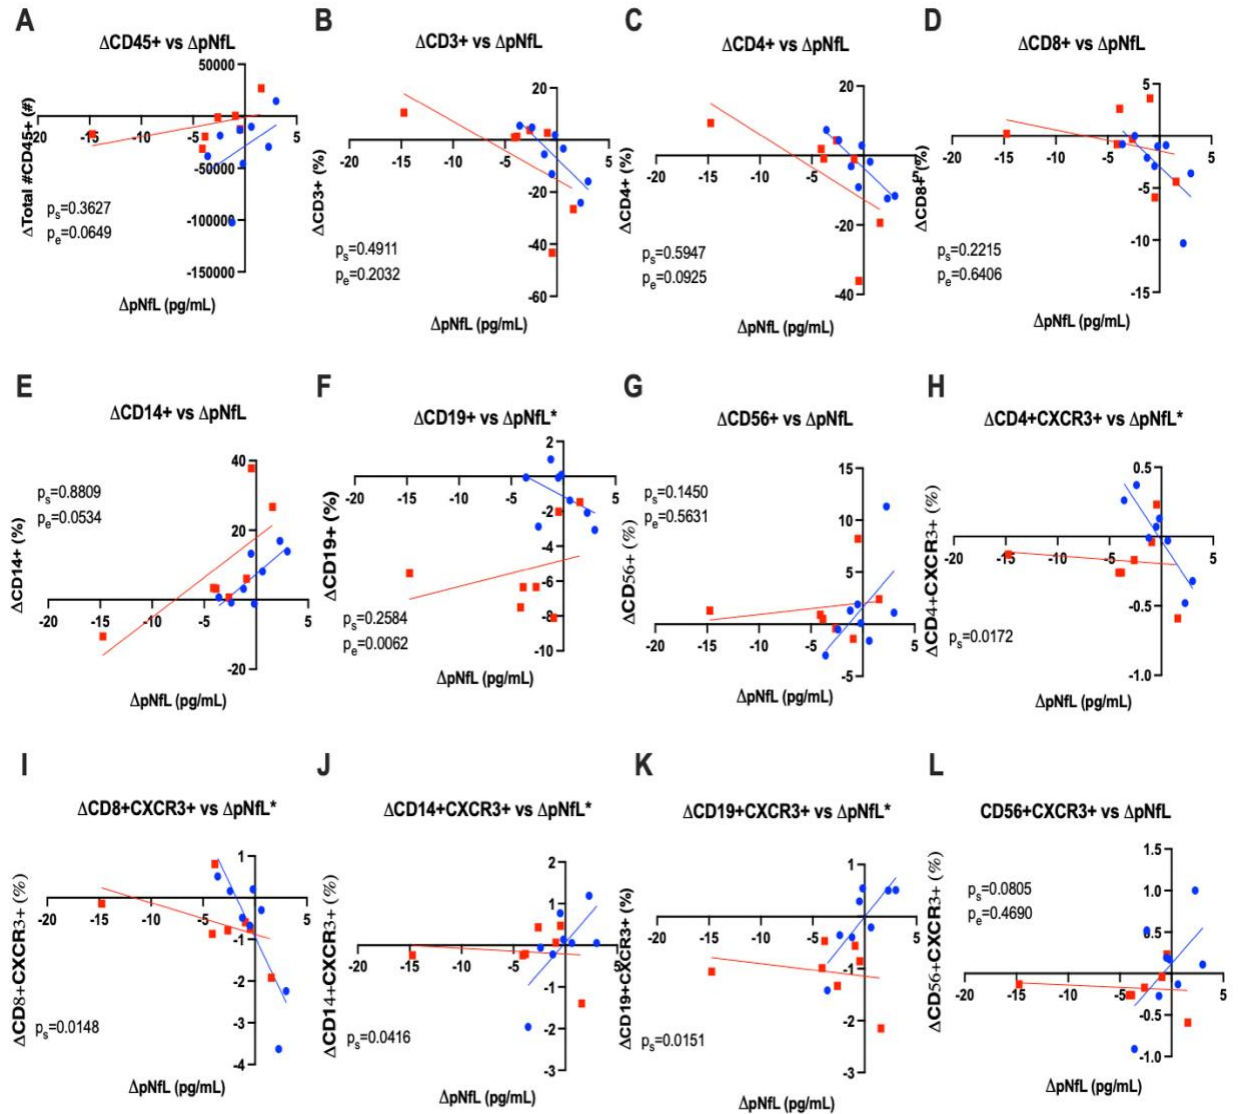 A
ΔCD45+ vs ΔpNfL
50000
-20
-15
-10
-5
5
-50000
-100000
-150000
ΔTotal #CD45+ (#)
ps=0.3627
pe=0.0649
ΔpNfL (pg/mL)
B
ΔCD3+ vs ΔpNfL
20
-20
-15
-10
-5
5
-20
-40
-60
ΔCD3+ (%)
ps=0.4911
pe=0.2032
ΔpNfL (pg/mL)
C
ΔCD4+ vs ΔpNfL
20
-20
-15
-10
-5
5
-20
-40
ΔCD4+ (%)
ps=0.5947
pe=0.0925
ΔpNfL (pg/mL)
D
ΔCD8+ vs ΔpNfL
5
-20
-15
-10
-5
5
-5
-10
-15
ΔCD8+ (%)
ps=0.2215
pe=0.6406
ΔpNfL (pg/mL)
E
ΔCD14+ vs ΔpNfL
40
20
-20
-15
-10
-5
5
-20
ΔCD14+ (%)
ps=0.8809
pe=0.0534
ΔpNfL (pg/mL)
F
ΔCD19+ vs ΔpNfL*
2
-20
-15
-10
-5
5
-2
-4
-6
-8
-10
ΔCD19+ (%)
ps=0.2584
pe=0.0062
ΔpNfL (pg/mL)
G
ΔCD56+ vs ΔpNfL
15
10
5
-20
-15
-10
-5
5
-5
ΔCD56+ (%)
ps=0.1450
pe=0.5631
ΔpNfL (pg/mL)
H
ΔCD4+CXCR3+ vs ΔpNfL*
0.5
-20
-15
-10
-5
5
-0.5
-1.0
ΔCD4+CXCR3+ (%)
ps=0.0172
ΔpNfL (pg/mL)
I
ΔCD8+CXCR3+ vs ΔpNfL*
1
-20
-15
-10
-5
5
-1
-2
-3
-4
ΔCD8+CXCR3+ (%)
ps=0.0148
ΔpNfL (pg/mL)
J
ΔCD14+CXCR3+ vs ΔpNfL*
2
1
-20
-15
-10
-5
5
-1
-2
-3
ΔCD14+CXCR3+ (%)
ps=0.0416
ΔpNfL (pg/mL)
K
ΔCD19+CXCR3+ vs ΔpNfL*
1
-20
-15
-10
-5
5
-1
-2
-3
ΔCD19+CXCR3+ (%)
ps=0.0151
ΔpNfL (pg/mL)
L
CD56+CXCR3+ vs ΔpNfL
1.5
1.0
0.5
-20
-15
-10
-5
5
-0.5
-1.0
ΔCD56+CXCR3+ (%)
ps=0.0805
pe=0.4690
ΔpNfL (pg/mL)